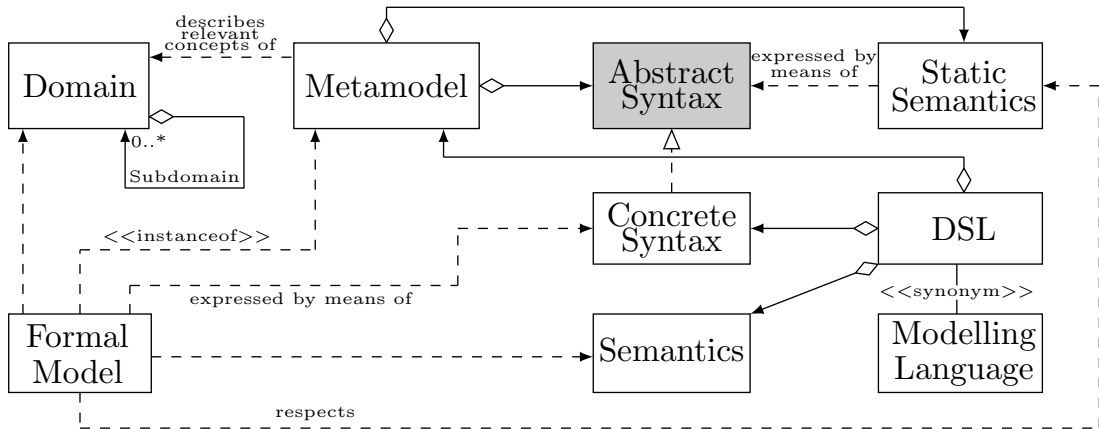 describes
relevant
concepts of
Domain
Metamodel
Abstract
Syntax
expressed by
means of
Static
Semantics
0..*
Subdomain
<<instanceof>>
Concrete
Syntax
DSL
expressed by means of
<<synonym>>
Formal
Model
Semantics
Modelling
Language
respects